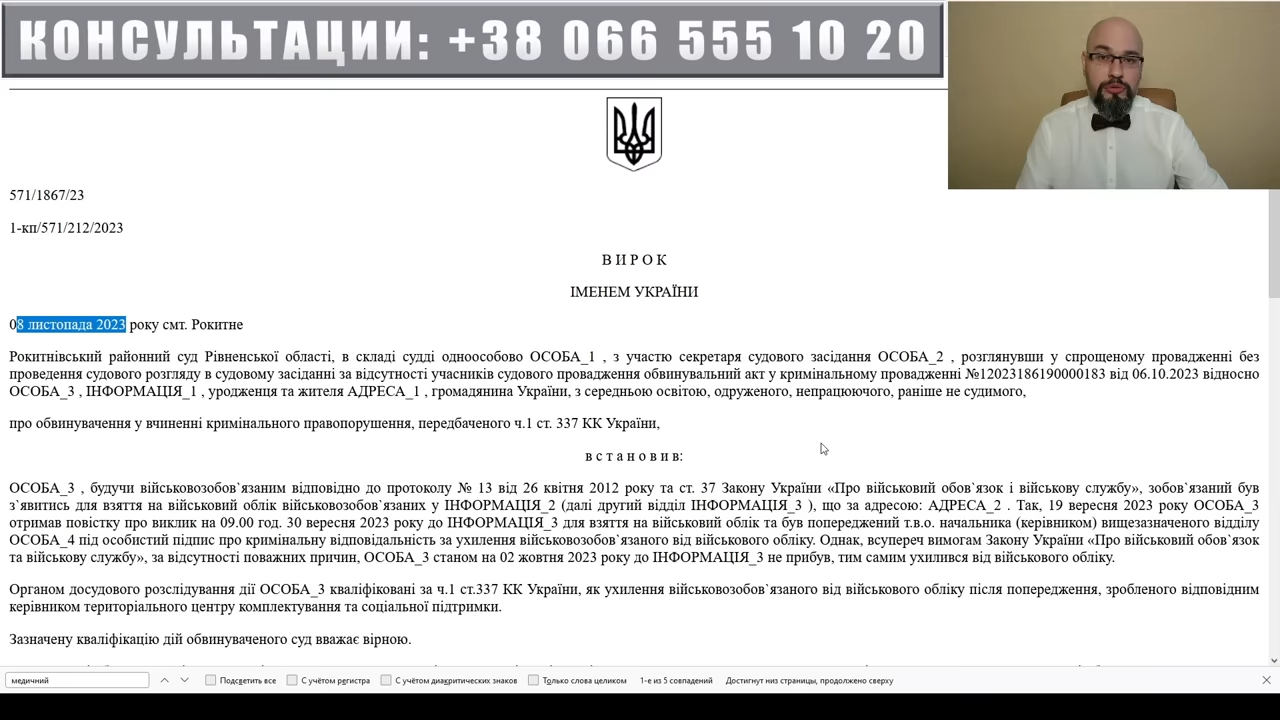 КОНСУЛЬТАЦИИ: +38 066 555 10 20
571/1867/23
1-кп/571/212/2023
В И Р О К
ІМЕНЕМ УКРАЇНИ
08 листопада 2023 року смт. Рокитне
Рокитнівський районний суд Рівненської області, в складі судді одноособово ОСОБА_1 , з участю секретаря судового засідання ОСОБА_2 , розглянувши у спрощеному провадженні без
проведення судового розгляду в судовому засіданні за відсутності учасників судового провадження обвинувальний акт у кримінальному провадженні №12023186190000183 від 06.10.2023 відносно
ОСОБА_3 , ІНФОРМАЦІЯ_1 , уродженця та жителя АДРЕСА_1 , громадянина України, з середньою освітою, одруженого, непрацюючого, раніше не судимого,
про обвинувачення у вчиненні кримінального правопорушення, передбаченого ч.1 ст. 337 КК України,
в с т а н о в и в:
ОСОБА_3 , будучи військовозобов`язаним відповідно до протоколу № 13 від 26 квітня 2012 року та ст. 37 Закону України «Про військовий обов`язок і військову службу», зобов`язаний був
з`явитись для взяття на військовий облік військовозобов`язаних у ІНФОРМАЦІЯ_2 (далі другий відділ ІНФОРМАЦІЯ_3 ), що за адресою: АДРЕСА_2 . Так, 19 вересня 2023 року ОСОБА_3
отримав повістку про виклик на 09.00 год. 30 вересня 2023 року до ІНФОРМАЦІЯ_3 для взяття на військовий облік та був попереджений т.в.о. начальника (керівником) вищезазначеного відділу
ОСОБА_4 під особистий підпис про кримінальну відповідальність за ухилення військовозобов`язаного від військового обліку. Однак, всупереч вимогам Закону України «Про військовий обов`язок
та військову службу», за відсутності поважних причин, ОСОБА_3 станом на 02 жовтня 2023 року до ІНФОРМАЦІЯ_3 не прибув, тим самим ухилився від військового обліку.
Органом досудового розслідування дії ОСОБА_3 кваліфіковані за ч.1 ст.337 КК України, як ухилення військовозобов`язаного від військового обліку після попередження, зробленого відповідним
керівником територіального центру комплектування та соціальної підтримки.
Зазначену кваліфікацію дій обвинуваченого суд вважає вірною.
медичний Подсветить все С учётом регистра С учётом диакритических знаков Только слова целиком 1-е из 5 совпадений Достигнут низ страницы, продолжено сверху